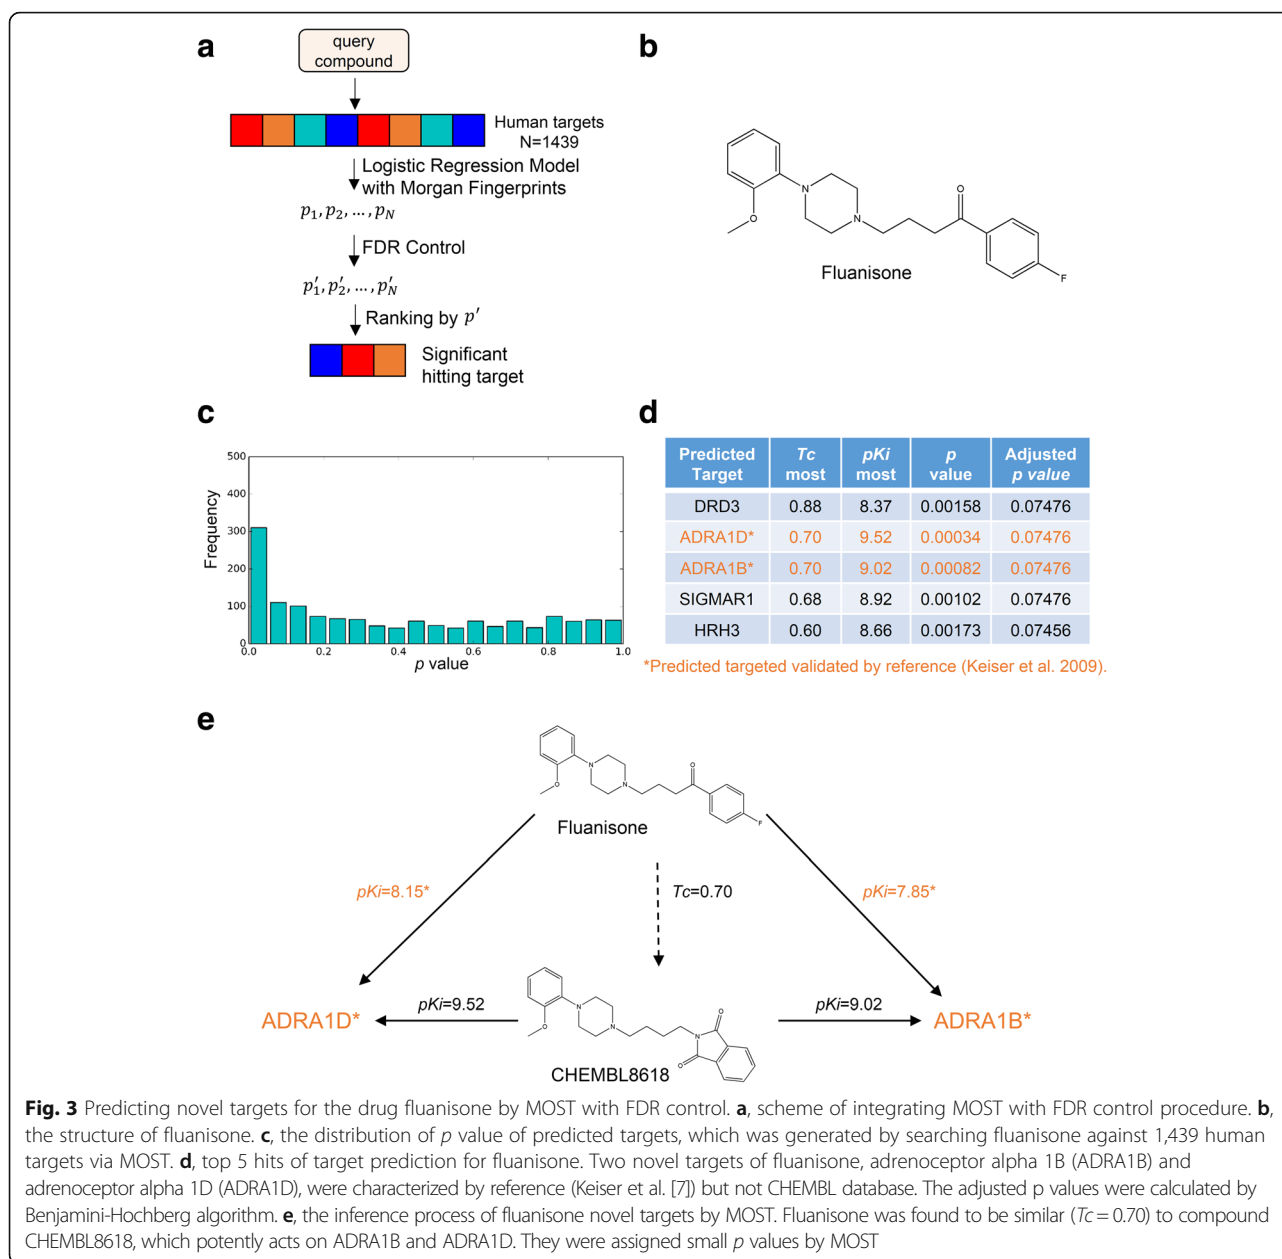 a
query
compound
Human targets
N=1439
Logistic Regression Model
with Morgan Fingerprints
p₁, p₂, ..., p_N
FDR Control
p′₁, p′₂, ..., p′_N
Ranking by p′
Significant
hitting target
b
O
N
N
O
F
Fluanisone
c
500
400
300
200
100
0
Frequency
0.0 0.2 0.4 0.6 0.8 1.0
p value
d
Predicted Target Tc most pKi most p value Adjusted p value
DRD3 0.88 8.37 0.00158 0.07476
ADRA1D* 0.70 9.52 0.00034 0.07476
ADRA1B* 0.70 9.02 0.00082 0.07476
SIGMAR1 0.68 8.92 0.00102 0.07476
HRH3 0.60 8.66 0.00173 0.07456
*Predicted targeted validated by reference (Keiser et al. 2009).
e
O
N
N
O
F
Fluanisone
pKi=8.15*
Tc=0.70
pKi=7.85*
ADRA1D*
pKi=9.52
N
N
O
N
O
O
pKi=9.02
ADRA1B*
CHEMBL8618
Fig. 3 Predicting novel targets for the drug fluanisone by MOST with FDR control. a, scheme of integrating MOST with FDR control procedure. b,
the structure of fluanisone. c, the distribution of p value of predicted targets, which was generated by searching fluanisone against 1,439 human
targets via MOST. d, top 5 hits of target prediction for fluanisone. Two novel targets of fluanisone, adrenoceptor alpha 1B (ADRA1B) and
adrenoceptor alpha 1D (ADRA1D), were characterized by reference (Keiser et al. [7]) but not CHEMBL database. The adjusted p values were calculated by
Benjamini-Hochberg algorithm. e, the inference process of fluanisone novel targets by MOST. Fluanisone was found to be similar (Tc = 0.70) to compound
CHEMBL8618, which potently acts on ADRA1B and ADRA1D. They were assigned small p values by MOST